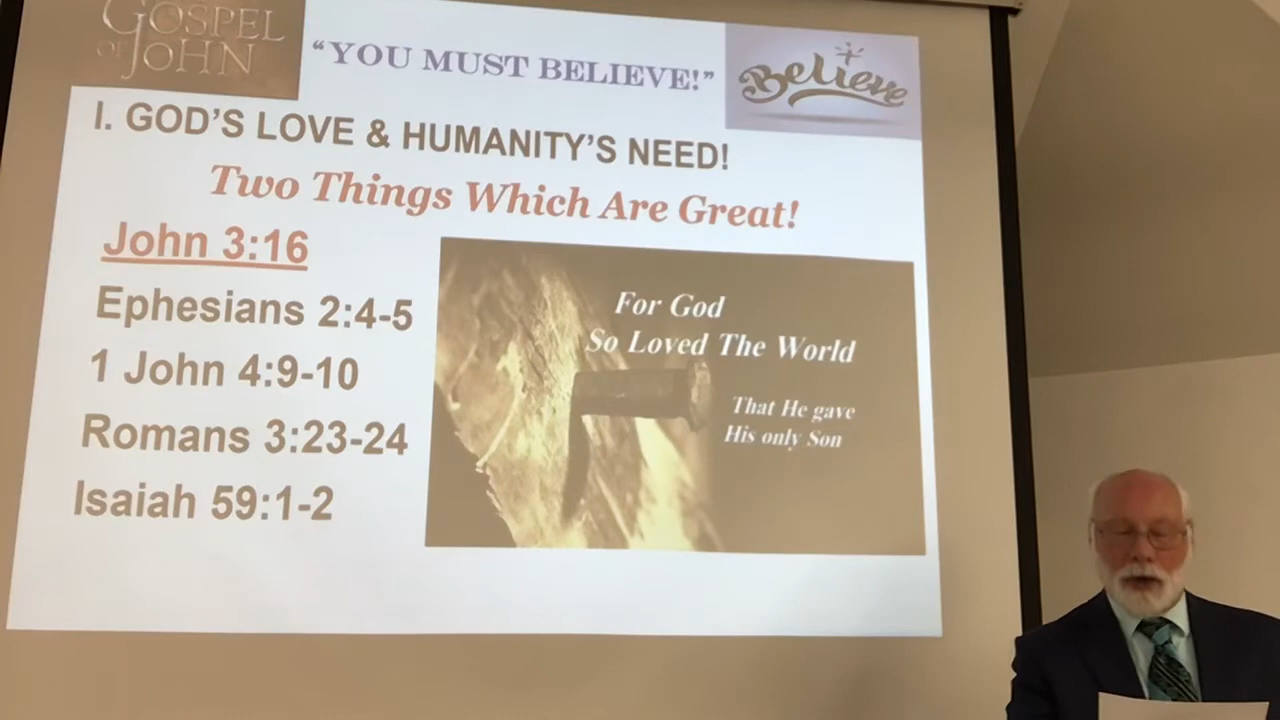 GOSPEL
OF JOHN
"YOU MUST BELIEVE!"
Believe
I. GOD'S LOVE & HUMANITY'S NEED!
Two Things Which Are Great!
John 3:16
Ephesians 2:4-5
1 John 4:9-10
Romans 3:23-24
Isaiah 59:1-2
For God
So Loved The World
That He gave
His only Son